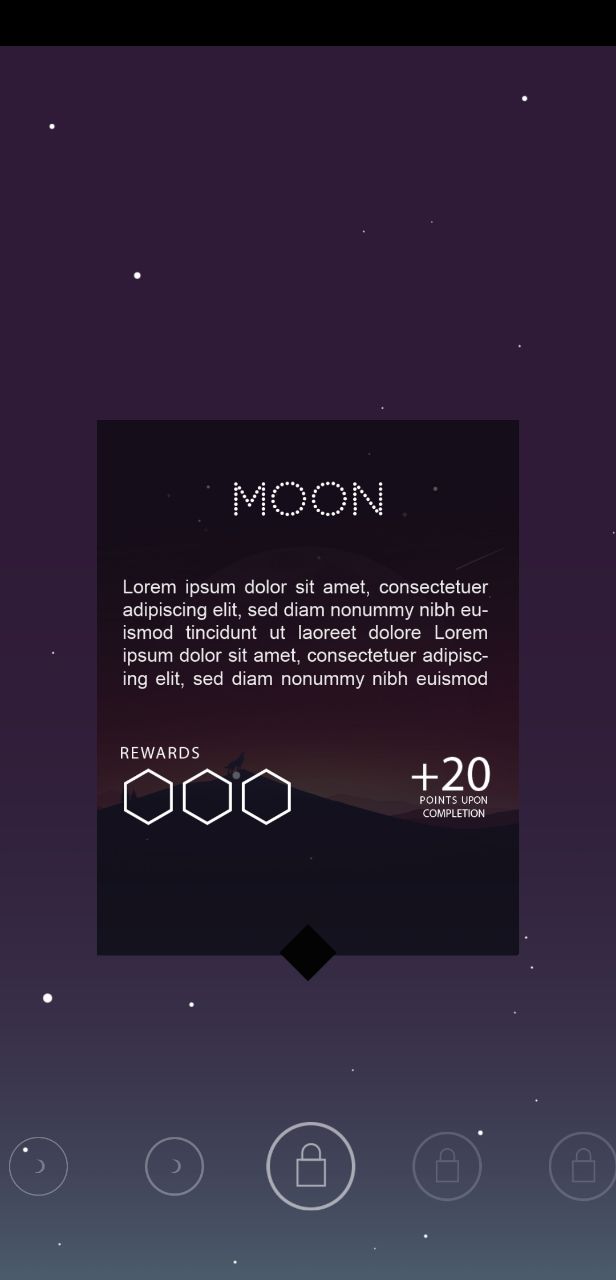 MOON
Lorem ipsum dolor sit amet, consectetuer
adipiscing elit, sed diam nonummy nibh eu-
ismod tincidunt ut laoreet dolore Lorem
ipsum dolor sit amet, consectetuer adipisc-
ing elit, sed diam nonummy nibh euismod
REWARDS
+20
POINTS UPON
COMPLETION